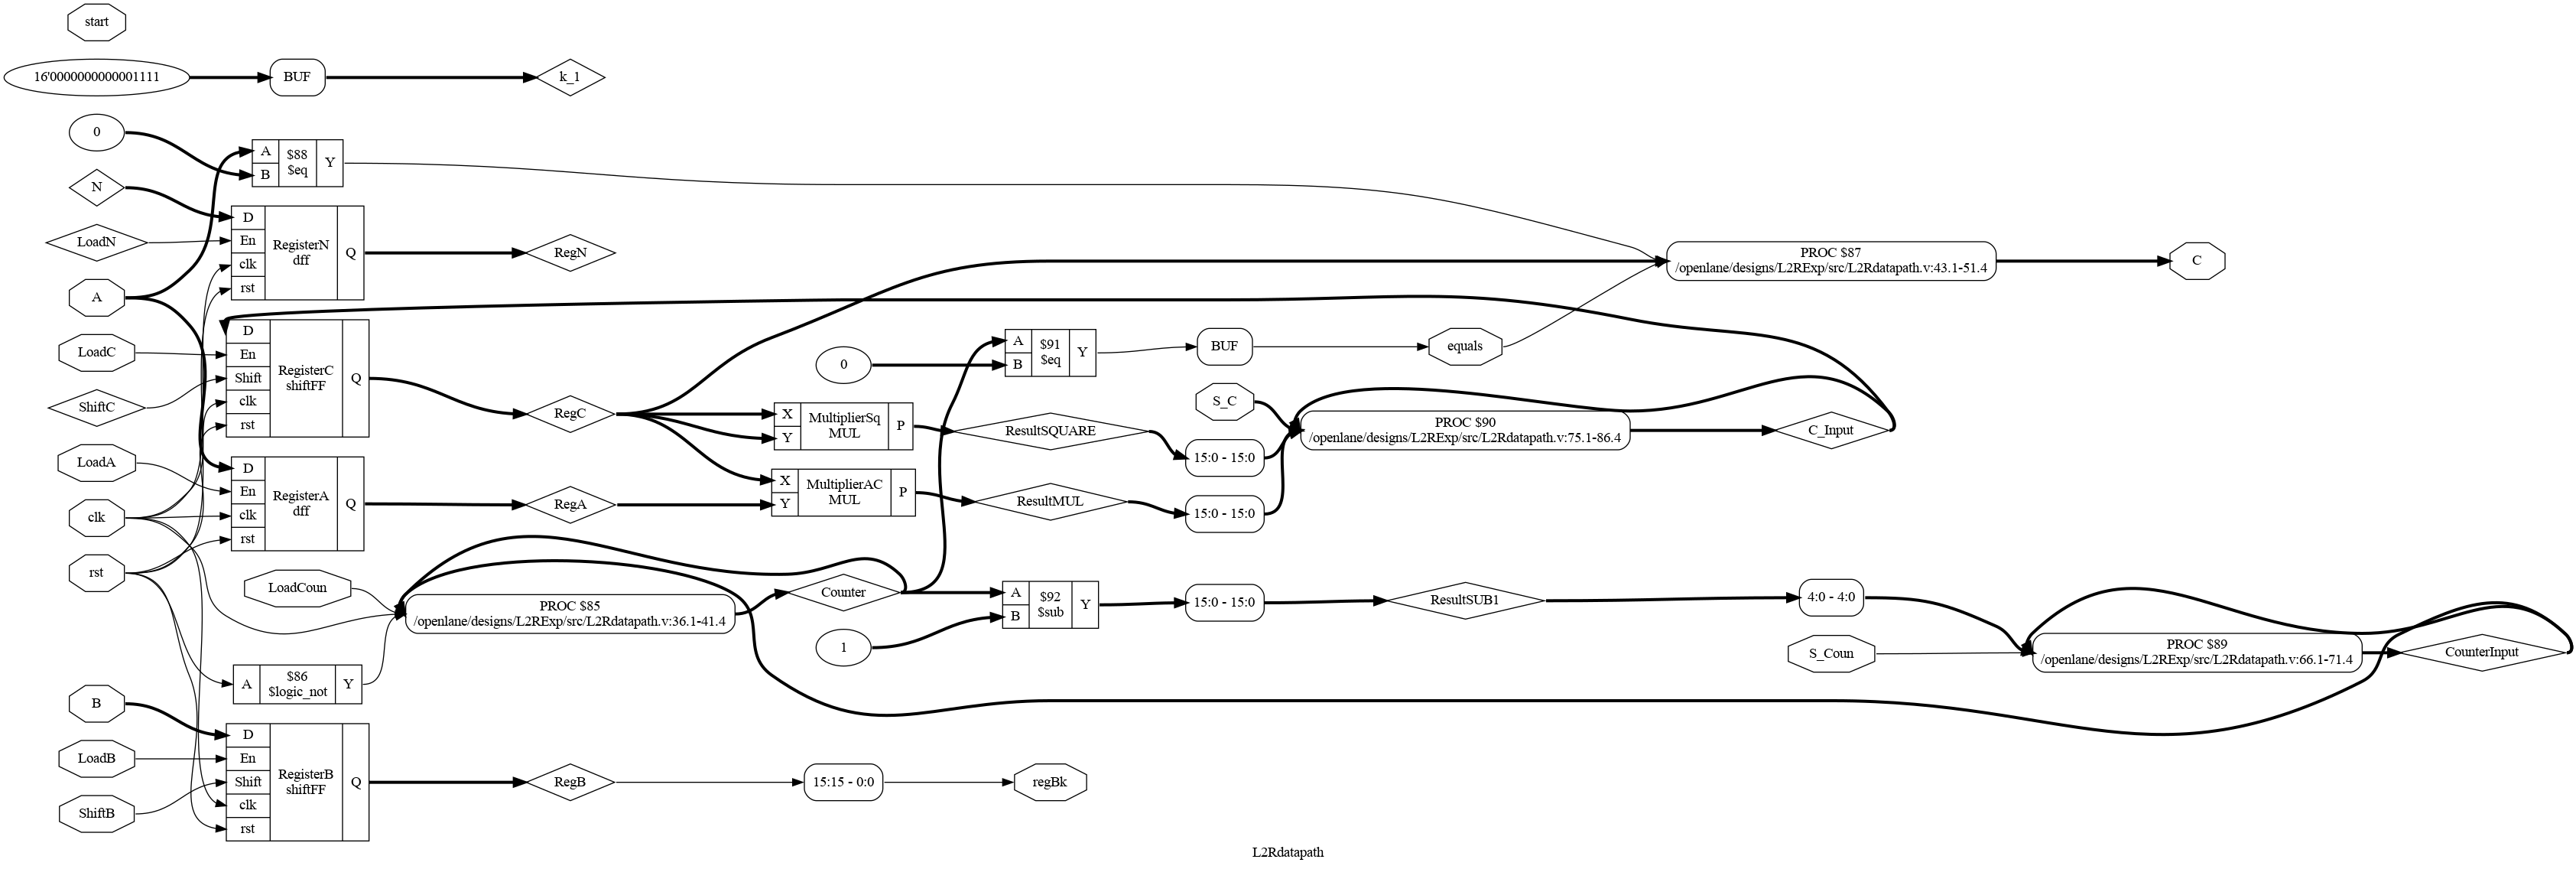 start
16'0000000000001111
BUF
k_1
0
A
B
$88
$eq
Y
N
LoadN
D
En
clk
rst
RegisterN
dff
Q
RegN
PROC $87
/openlane/designs/L2RExp/src/L2Rdatapath.v:43.1-51.4
C
A
LoadC
ShiftC
D
En
Shift
clk
rst
RegisterC
shiftFF
Q
RegC
0
A
B
$91
$eq
Y
BUF
equals
S_C
X
Y
MultiplierSq
MUL
P
ResultSQUARE
15:0 - 15:0
PROC $90
/openlane/designs/L2RExp/src/L2Rdatapath.v:75.1-86.4
C_Input
LoadA
clk
rst
D
En
clk
rst
RegisterA
dff
Q
RegA
X
Y
MultiplierAC
MUL
P
ResultMUL
15:0 - 15:0
LoadCoun
PROC $85
/openlane/designs/L2RExp/src/L2Rdatapath.v:36.1-41.4
Counter
1
A
B
$92
$sub
Y
15:0 - 15:0
ResultSUB1
4:0 - 4:0
S_Coun
PROC $89
/openlane/designs/L2RExp/src/L2Rdatapath.v:66.1-71.4
CounterInput
A
$86
$logic_not
Y
B
LoadB
ShiftB
D
En
Shift
clk
rst
RegisterB
shiftFF
Q
RegB
15:15 - 0:0
regBk
L2Rdatapath